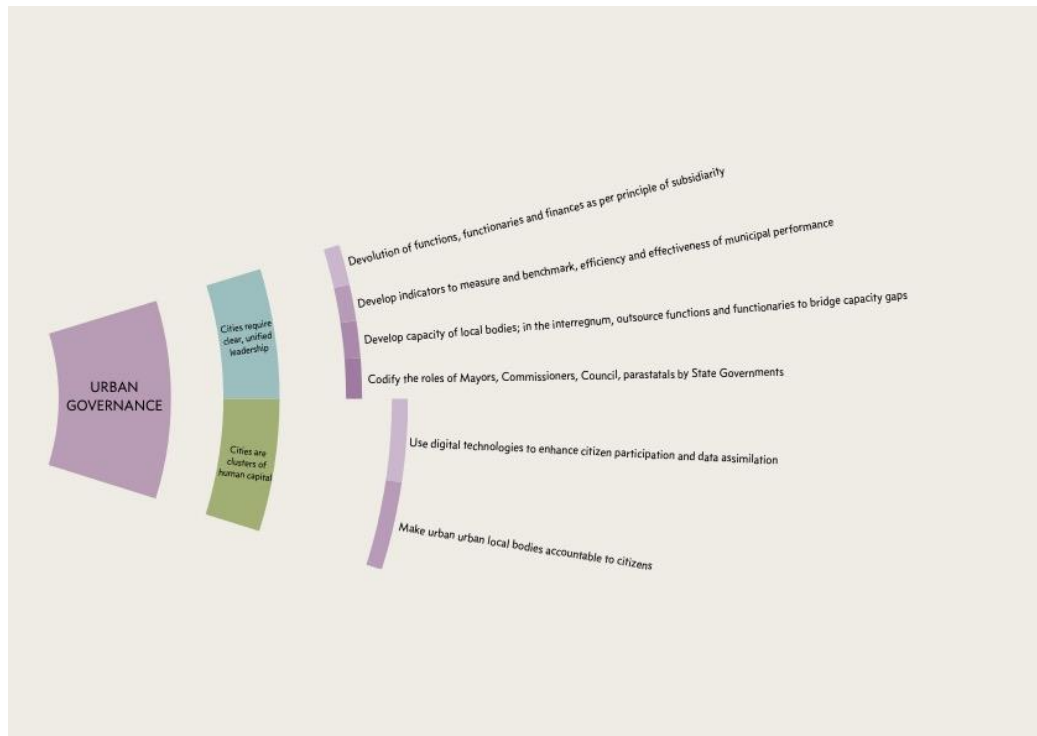 URBAN
GOVERNANCE
Cities require
clear, unified
leadership
Cities are
clusters of
human capital
Devolution of functions, functionaries and finances as per principle of subsidiarity
Develop indicators to measure and benchmark, efficiency and effectiveness of municipal performance
Develop capacity of local bodies; in the interregnum, outsource functions and functionaries to bridge capacity gaps
Codify the roles of Mayors, Commissioners, Council, parastatals by State Governments
Use digital technologies to enhance citizen participation and data assimilation
Make urban urban local bodies accountable to citizens